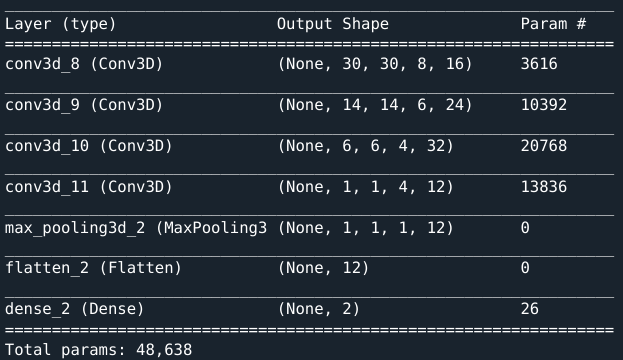 Layer (type) Output Shape Param #
conv3d_8 (Conv3D) (None, 30, 30, 8, 16) 3616
conv3d_9 (Conv3D) (None, 14, 14, 6, 24) 10392
conv3d_10 (Conv3D) (None, 6, 6, 4, 32) 20768
conv3d_11 (Conv3D) (None, 1, 1, 4, 12) 13836
max_pooling3d_2 (MaxPooling3 (None, 1, 1, 1, 12) 0
flatten_2 (Flatten) (None, 12) 0
dense_2 (Dense) (None, 2) 26
Total params: 48,638